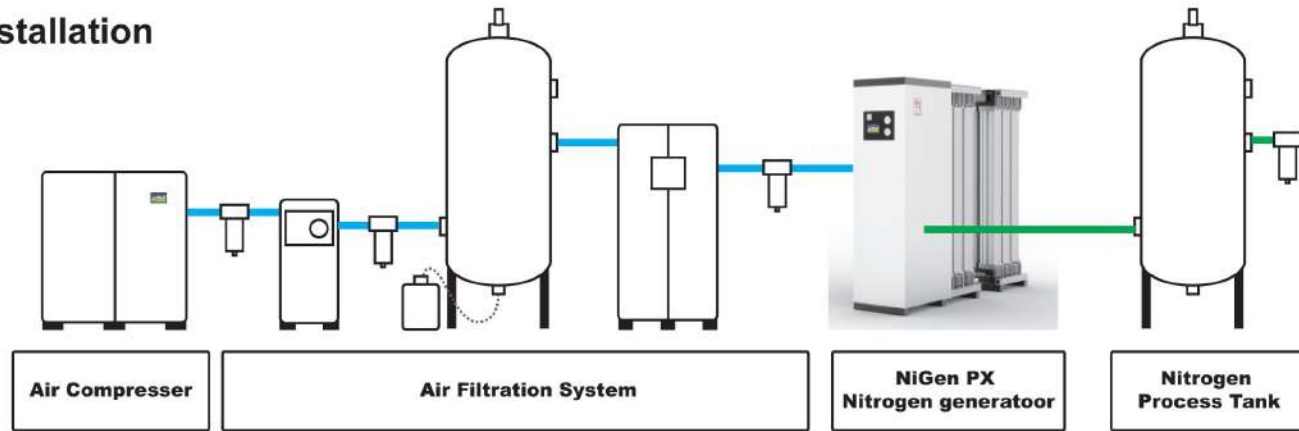 stallation
Air Compresser
Air Filtration System
NiGen PX
Nitrogen generatoor
Nitrogen
Process Tank